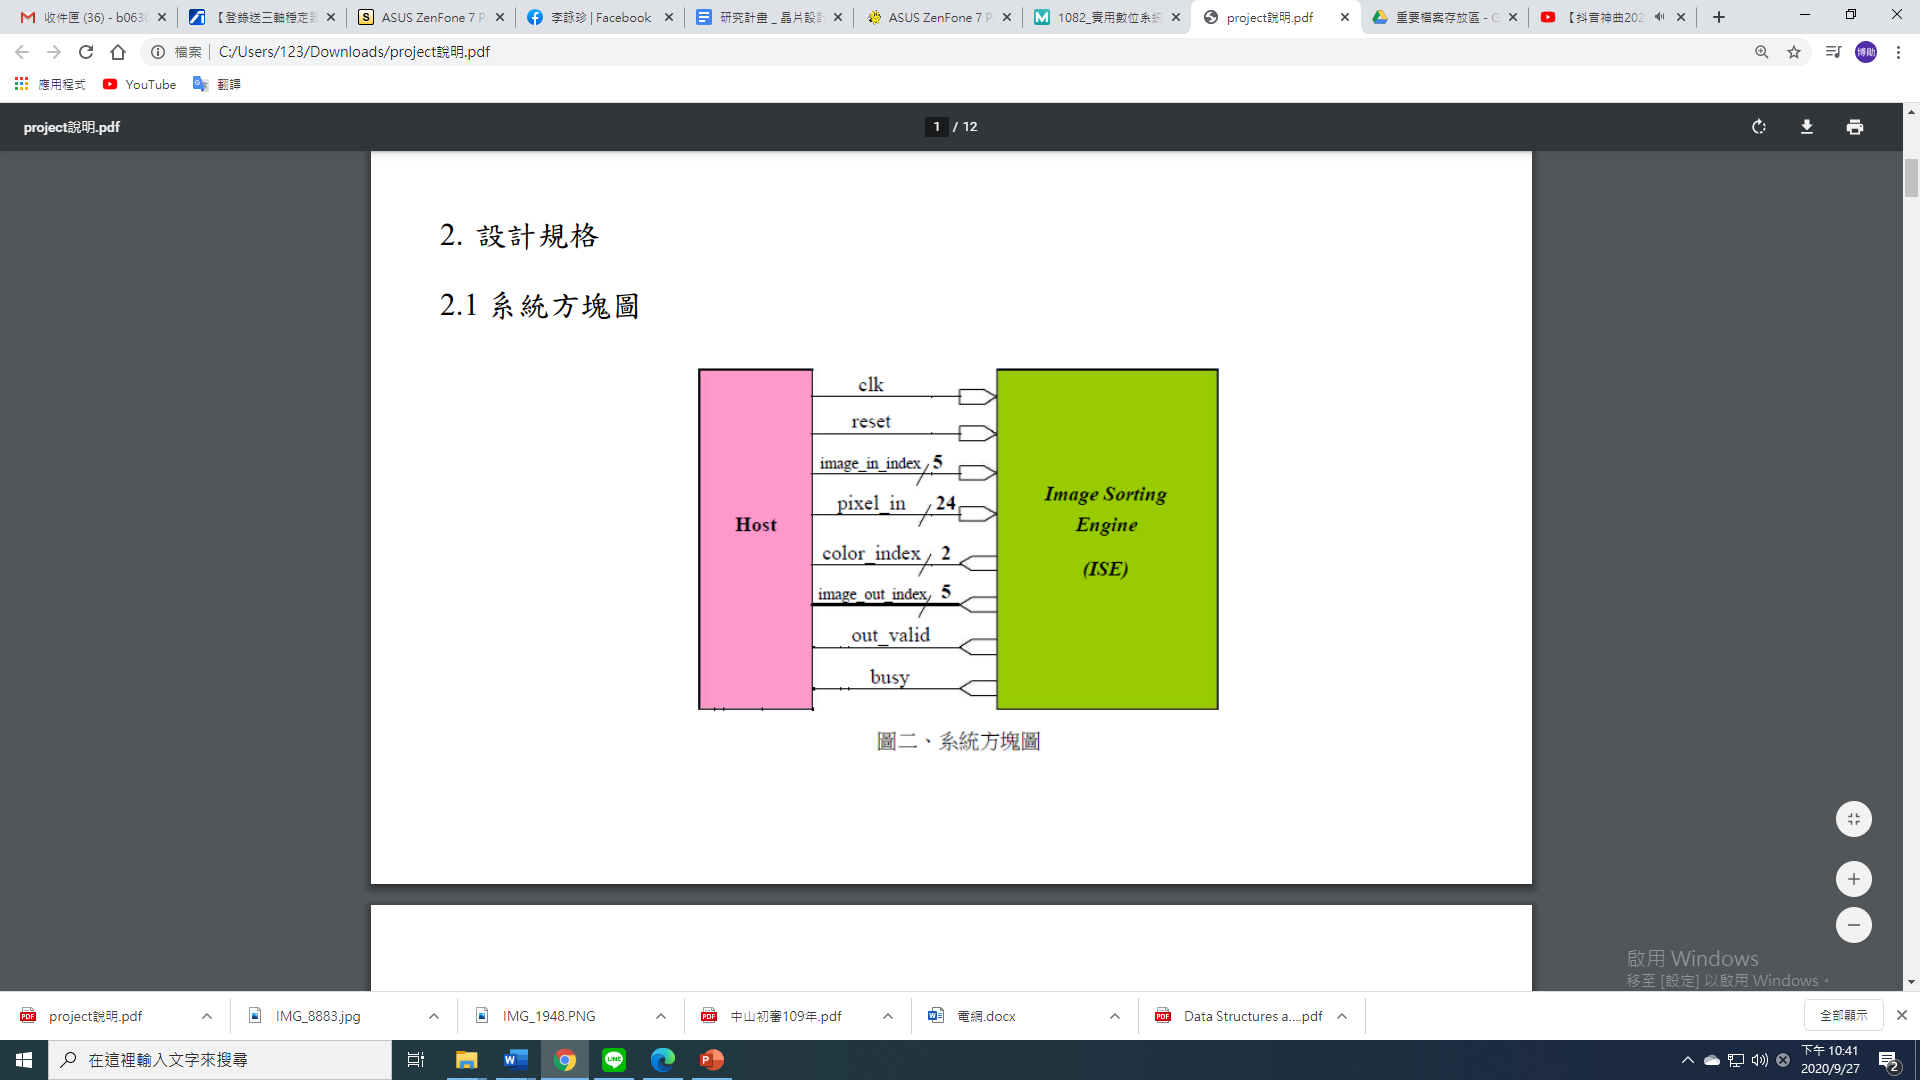 收件匣 (36) - b063
【登錄送三軸穩定器
ASUS ZenFone 7 P
李詠珍 | Facebook
研究計畫 _ 晶片設計
ASUS ZenFone 7 P
1082_實用數位系統
project說明.pdf
重要檔案存放區 - G
【抖音神曲202
檔案
C:/Users/123/Downloads/project說明.pdf
博勛
應用程式
YouTube
翻譯
project說明.pdf
1 / 12
2. 設計規格
2.1 系統方塊圖
clk
reset
image_in_index 5
pixel_in 24
color_index 2
image_out_index 5
out_valid
busy
Host
Image Sorting
Engine
(ISE)
圖二、系統方塊圖
啟用 Windows
移至 [設定] 以啟用 Windows。
project說明.pdf
IMG_8883.jpg
IMG_1948.PNG
中山初審109年.pdf
電網.docx
Data Structures a....pdf
全部顯示
在這裡輸入文字來搜尋
下午 10:41
2020/9/27
2